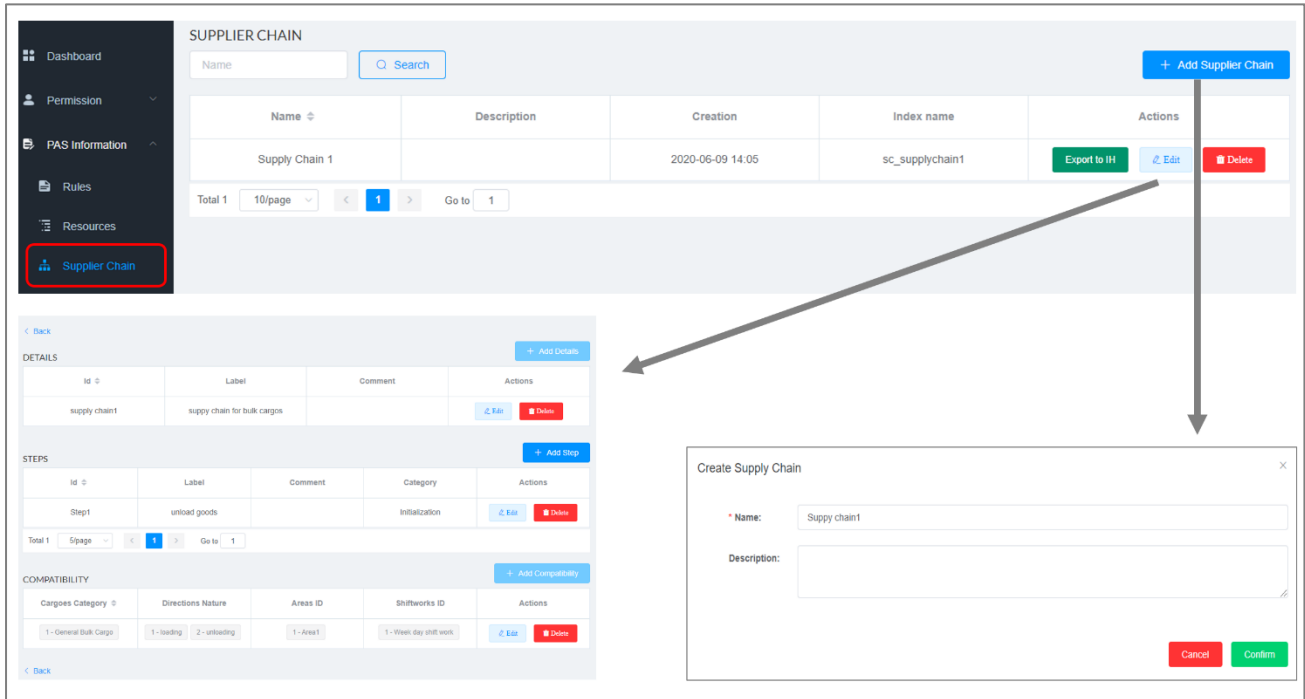 SUPPLIER CHAIN
Dashboard
Name
Search
+ Add Supplier Chain
Permission
Name Description Creation Index name Actions
PAS Information
Supply Chain 1 2020-06-09 14:05 sc_supplychain1 Export to IH Edit Delete
Rules
Total 1 10/page < 1 > Go to 1
Resources
Supplier Chain
< Back
DETAILS
+ Add Details
Id Label Comment Actions
supply chain1 suppy chain for bulk cargos Edit Delete
STEPS
+ Add Step
Id Label Comment Category Actions
Step1 unload goods Initialization Edit Delete
Total 1 5/page < 1 > Go to 1
COMPATIBILITY
+ Add Compatibility
Cargoes Category Directions Nature Areas ID Shiftworks ID Actions
1 - General Bulk Cargo 1 - loading 2 - unloading 1 - Area1 1 - Week day shift work Edit Delete
< Back
Create Supply Chain X
* Name: Suppy chain1
Description:
Cancel Confirm